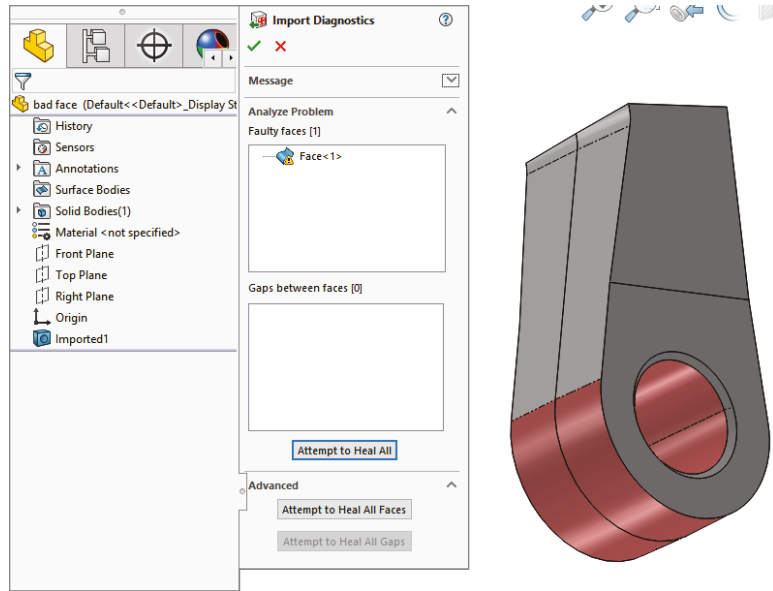 bad face (Default<<Default>_Display St
History
Sensors
Annotations
Surface Bodies
Solid Bodies(1)
Material <not specified>
Front Plane
Top Plane
Right Plane
Origin
Imported1
Import Diagnostics
Message
Analyze Problem
Faulty faces [1]
Face<1>
Gaps between faces [0]
Attempt to Heal All
Advanced
Attempt to Heal All Faces
Attempt to Heal All Gaps